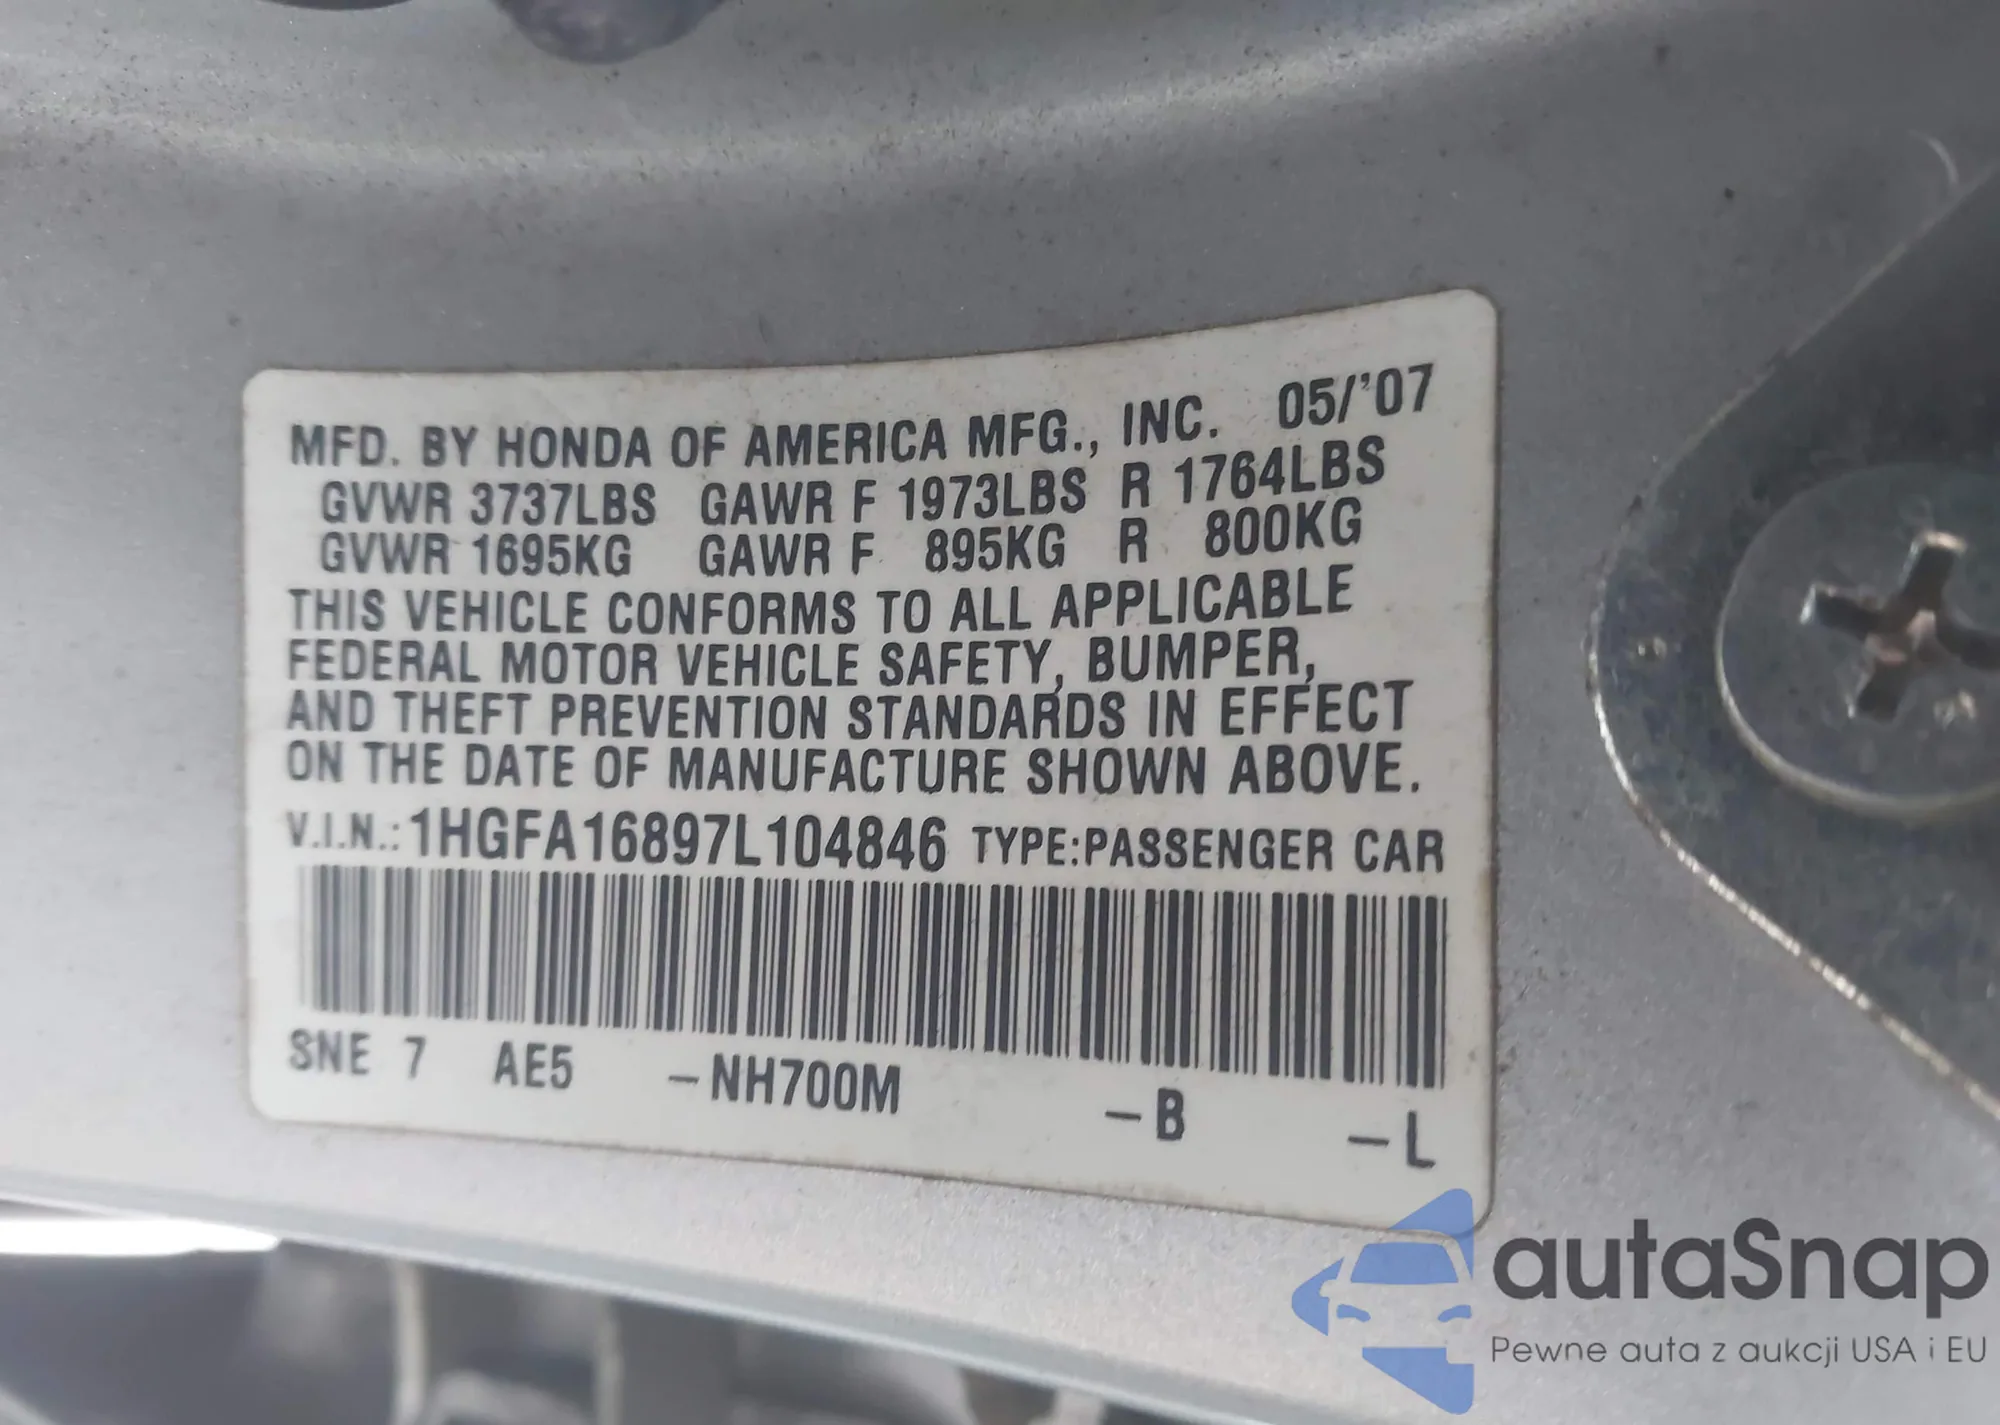 MFD. BY HONDA OF AMERICA MFG., INC. 05/'07
GVWR 3737LBS GAWR F 1973LBS R 1764LBS
GVWR 1695KG GAWR F 895KG R 800KG
THIS VEHICLE CONFORMS TO ALL APPLICABLE
FEDERAL MOTOR VEHICLE SAFETY, BUMPER,
AND THEFT PREVENTION STANDARDS IN EFFECT
ON THE DATE OF MANUFACTURE SHOWN ABOVE.
V.I.N.: 1HGFA16897L104846 TYPE:PASSENGER CAR
SNE 7 AE5 –NH700M –B –L
autaSnap
Pewne auta z aukcji USA i EU